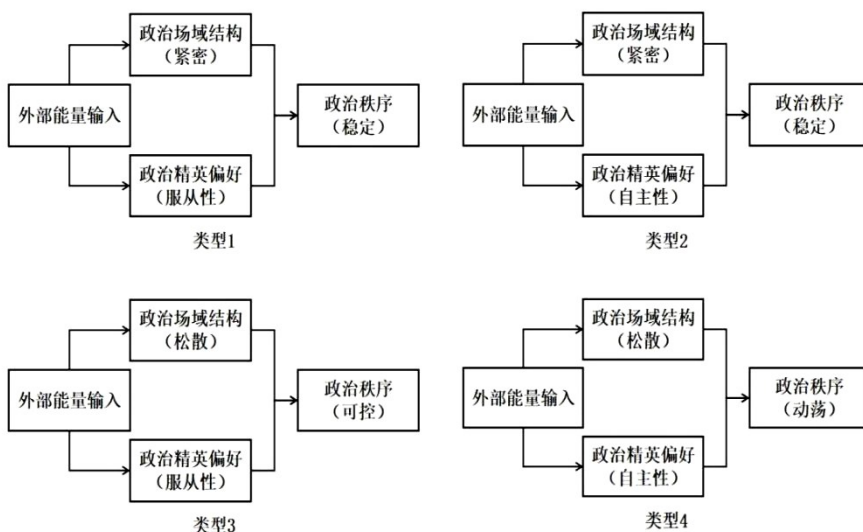 政治场域结构
（紧密）
外部能量输入
政治秩序
（稳定）
政治精英偏好
（服从性）
类型1
政治场域结构
（紧密）
外部能量输入
政治秩序
（稳定）
政治精英偏好
（自主性）
类型2
政治场域结构
（松散）
外部能量输入
政治秩序
（可控）
政治精英偏好
（服从性）
类型3
政治场域结构
（松散）
外部能量输入
政治秩序
（动荡）
政治精英偏好
（自主性）
类型4